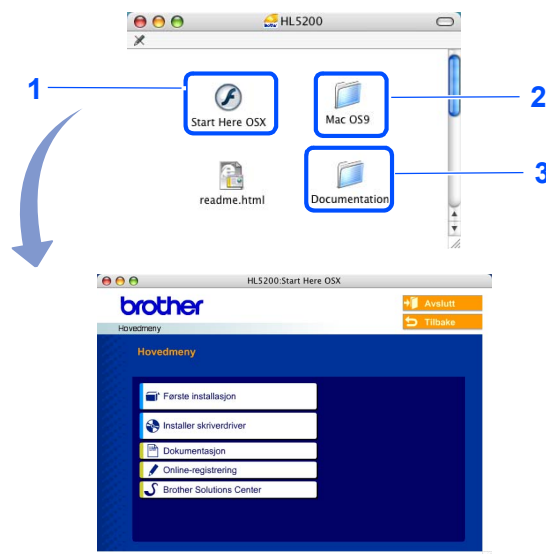 HL5200
1
2
Start Here OSX
Mac OS9
3
readme.html
Documentation
HL5200:Start Here OSX
brother
Avslutt
Tilbake
Hovedmeny
Hovedmeny
Første installasjon
Installer skriverdriver
Dokumentasjon
Online-registrering
Brother Solutions Center